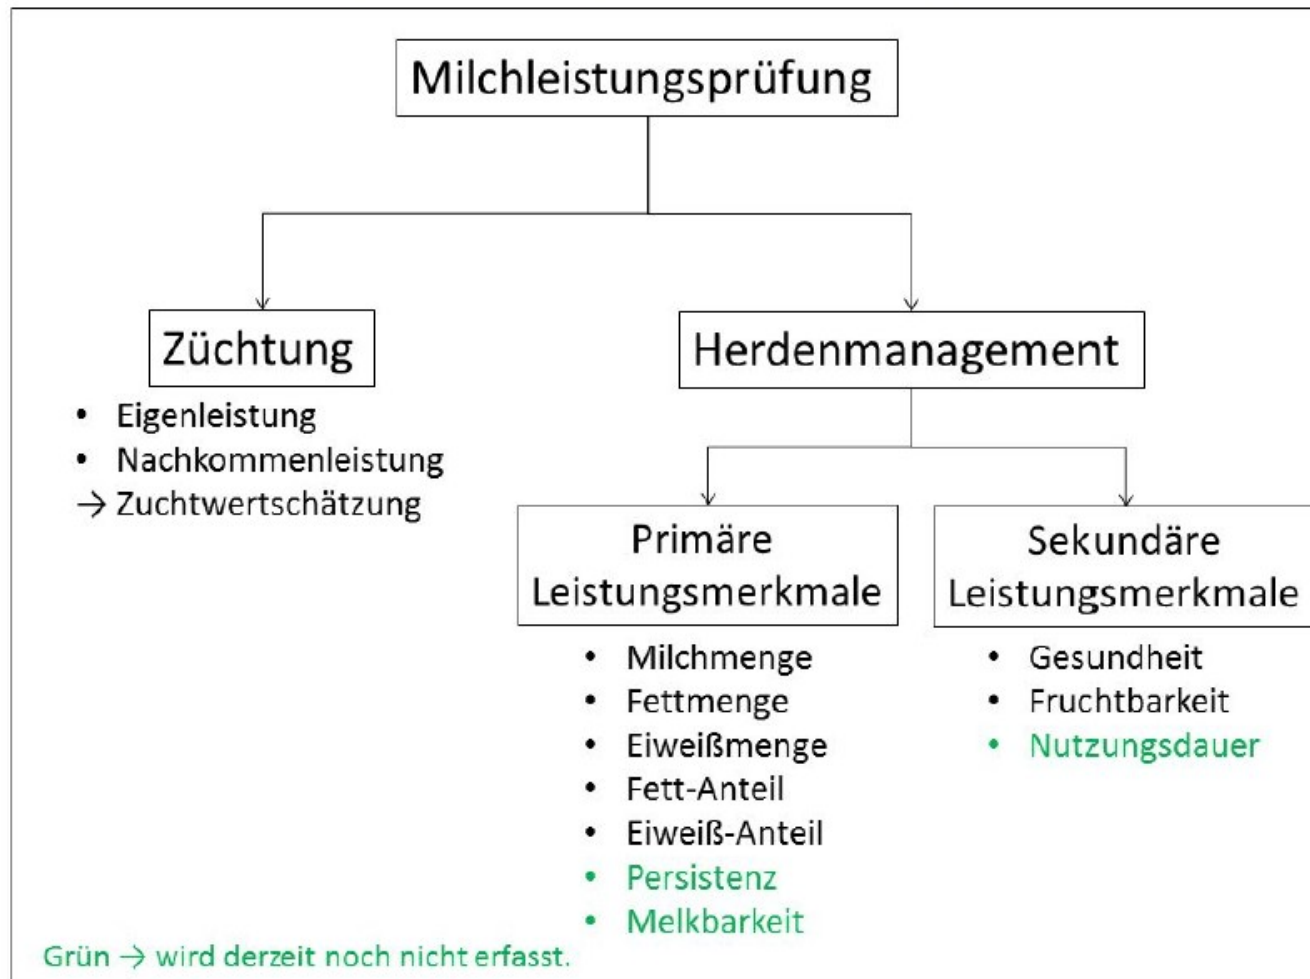 Milchleistungsprüfung
Züchtung
• Eigenleistung
• Nachkommenleistung
→ Zuchtwertschätzung
Herdenmanagement
Primäre
Leistungsmerkmale
• Milchmenge
• Fettmenge
• Eiweißmenge
• Fett-Anteil
• Eiweiß-Anteil
• Persistenz
• Melkbarkeit
Sekundäre
Leistungsmerkmale
• Gesundheit
• Fruchtbarkeit
• Nutzungsdauer
Grün → wird derzeit noch nicht erfasst.